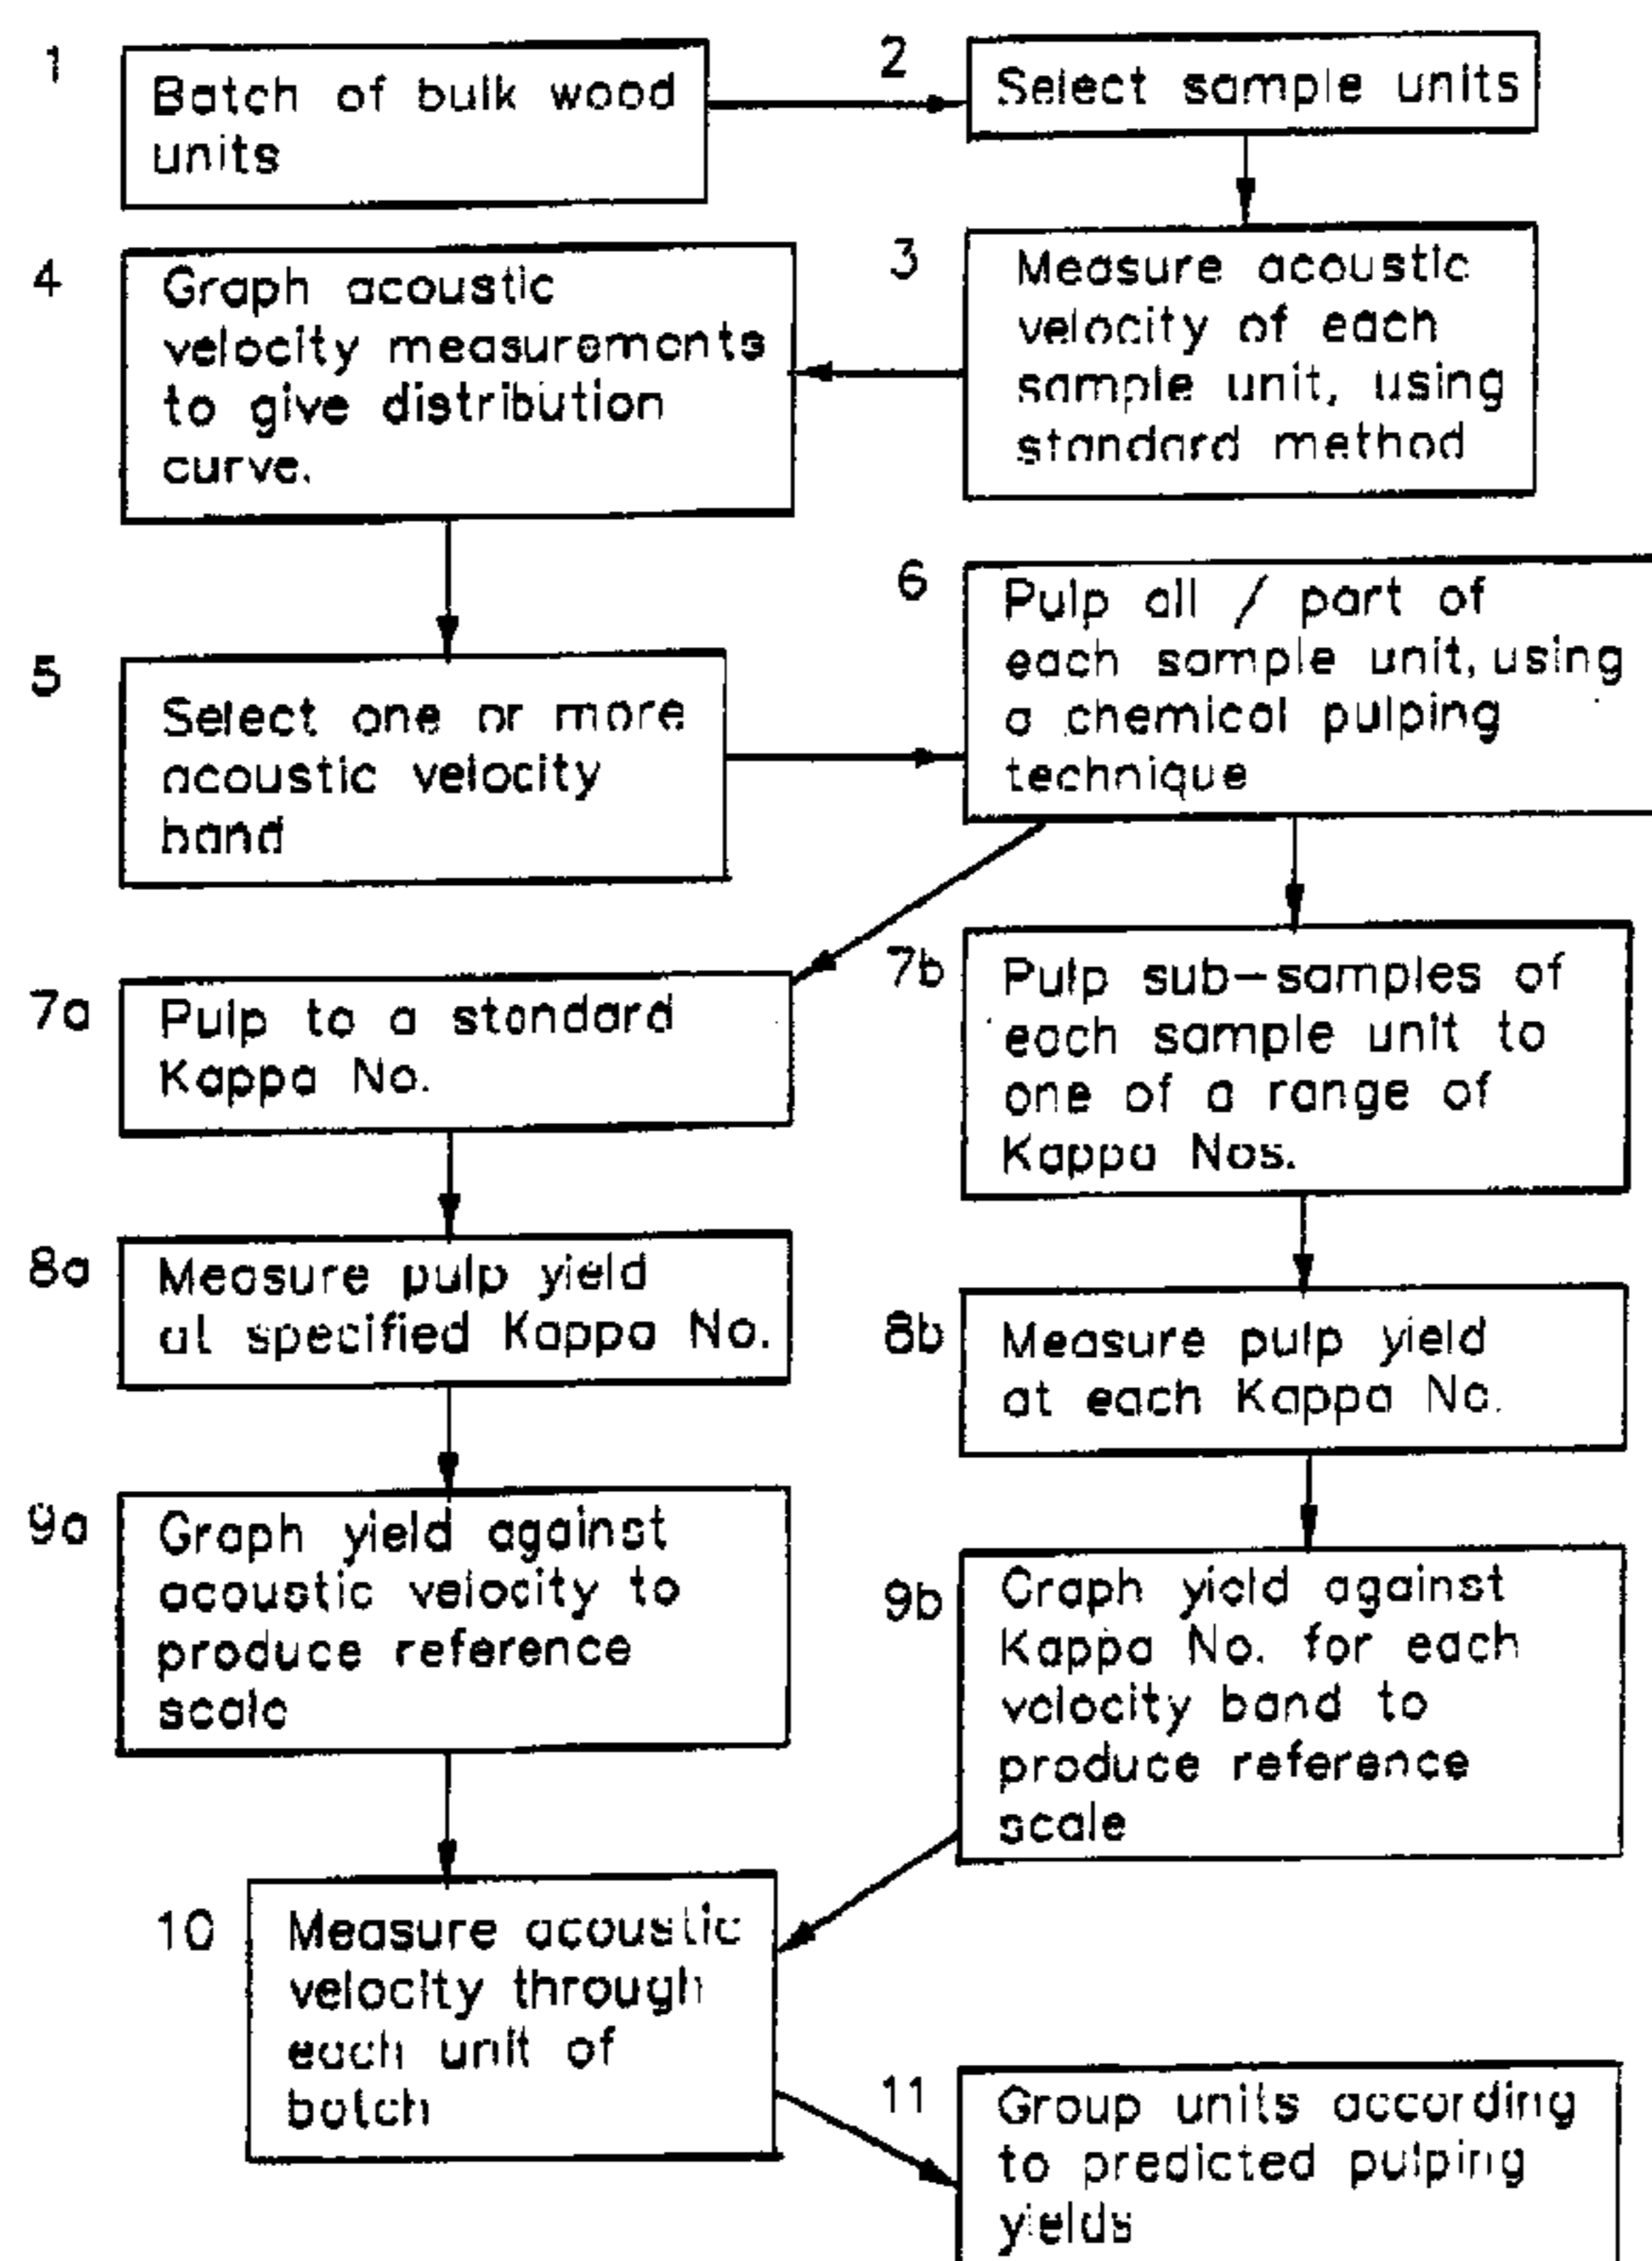 1
Batch of bulk wood
units
2
Select sample units
3
Measure acoustic
velocity of each
sample unit, using
standard method
4
Graph acoustic
velocity measurements
to give distribution
curve.
5
Select one or more
acoustic velocity
band
6
Pulp all / part of
each sample unit, using
a chemical pulping
technique
7a
Pulp to a standard
Kappa No.
7b
Pulp sub-samples of
each sample unit to
one of a range of
Kappa Nos.
8a
Measure pulp yield
at specified Kappa No.
8b
Measure pulp yield
at each Kappa No.
9a
Graph yield against
acoustic velocity to
produce reference
scale
9b
Graph yield against
Kappa No. for each
velocity band to
produce reference
scale
10
Measure acoustic
velocity through
each unit of
batch
11
Group units according
to predicted pulping
yields